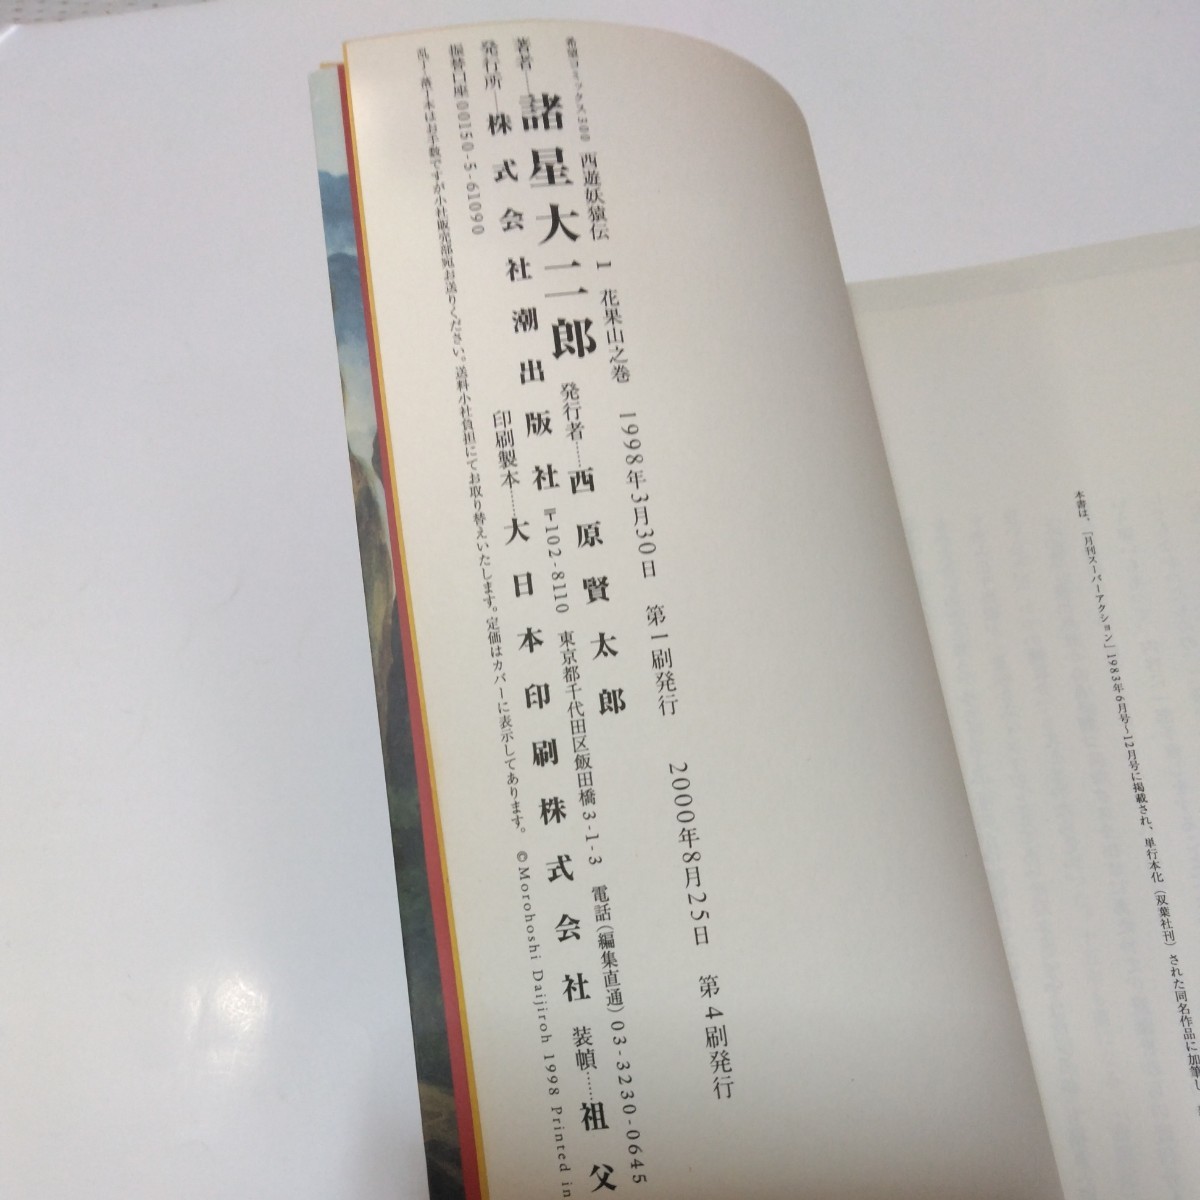 希望コミックス300 西遊妖猿伝 1 花果山之巻 1998年3月30日 第1刷発行 2000年8月25日 第4刷発行
著者─諸星大二郎 発行者……西原賢太郎
発行所─株式会社潮出版社 〒102-8110 東京都千代田区飯田橋3-1-3 電話(編集直通)03-3230-0645
振替口座00150-5-61090 印刷製本……大日本印刷株式会社 装幀……祖父
乱丁・落丁本はお手数ですが小社販売部宛お送りください。送料小社負担にてお取り替えいたします。定価はカバーに表示してあります。 ©Morohoshi Daijiroh 1998 Printed in
本書は、「月刊スーパーアクション」1983年6月号~12月号に掲載され、単行本化(双葉社刊)された同名作品に加筆し、